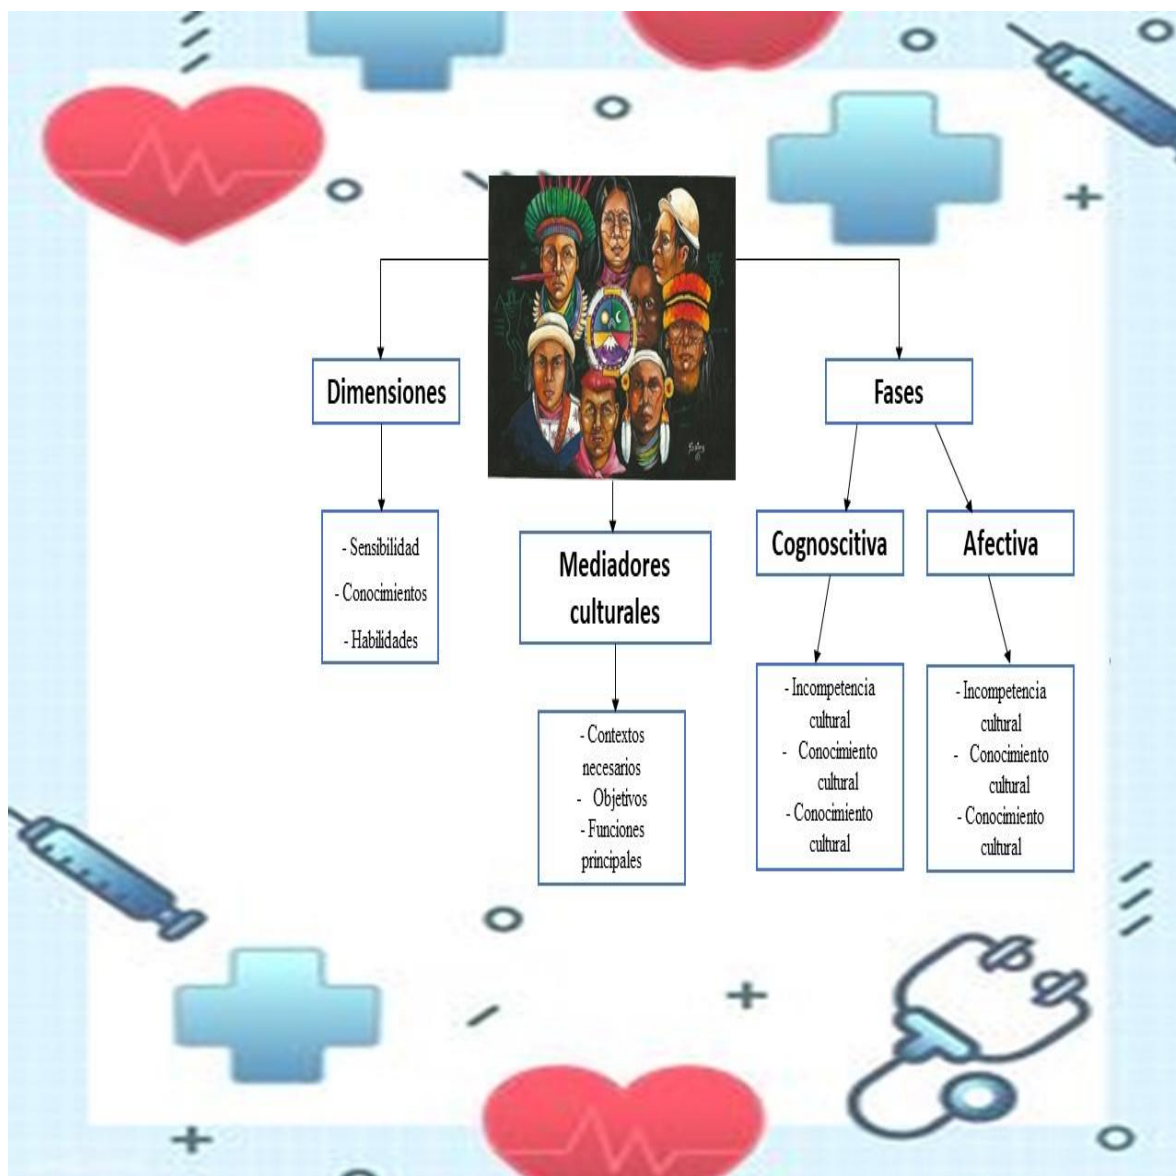 Dimensiones
- Sensibilidad
- Conocimientos
- Habilidades
Mediadores
culturales
- Contextos
necesarios
- Objetivos
- Funciones
principales
Fases
Cognoscitiva
- Incompetencia
cultural
- Conocimiento
cultural
- Conocimiento
cultural
Afectiva
- Incompetencia
cultural
- Conocimiento
cultural
- Conocimiento
cultural